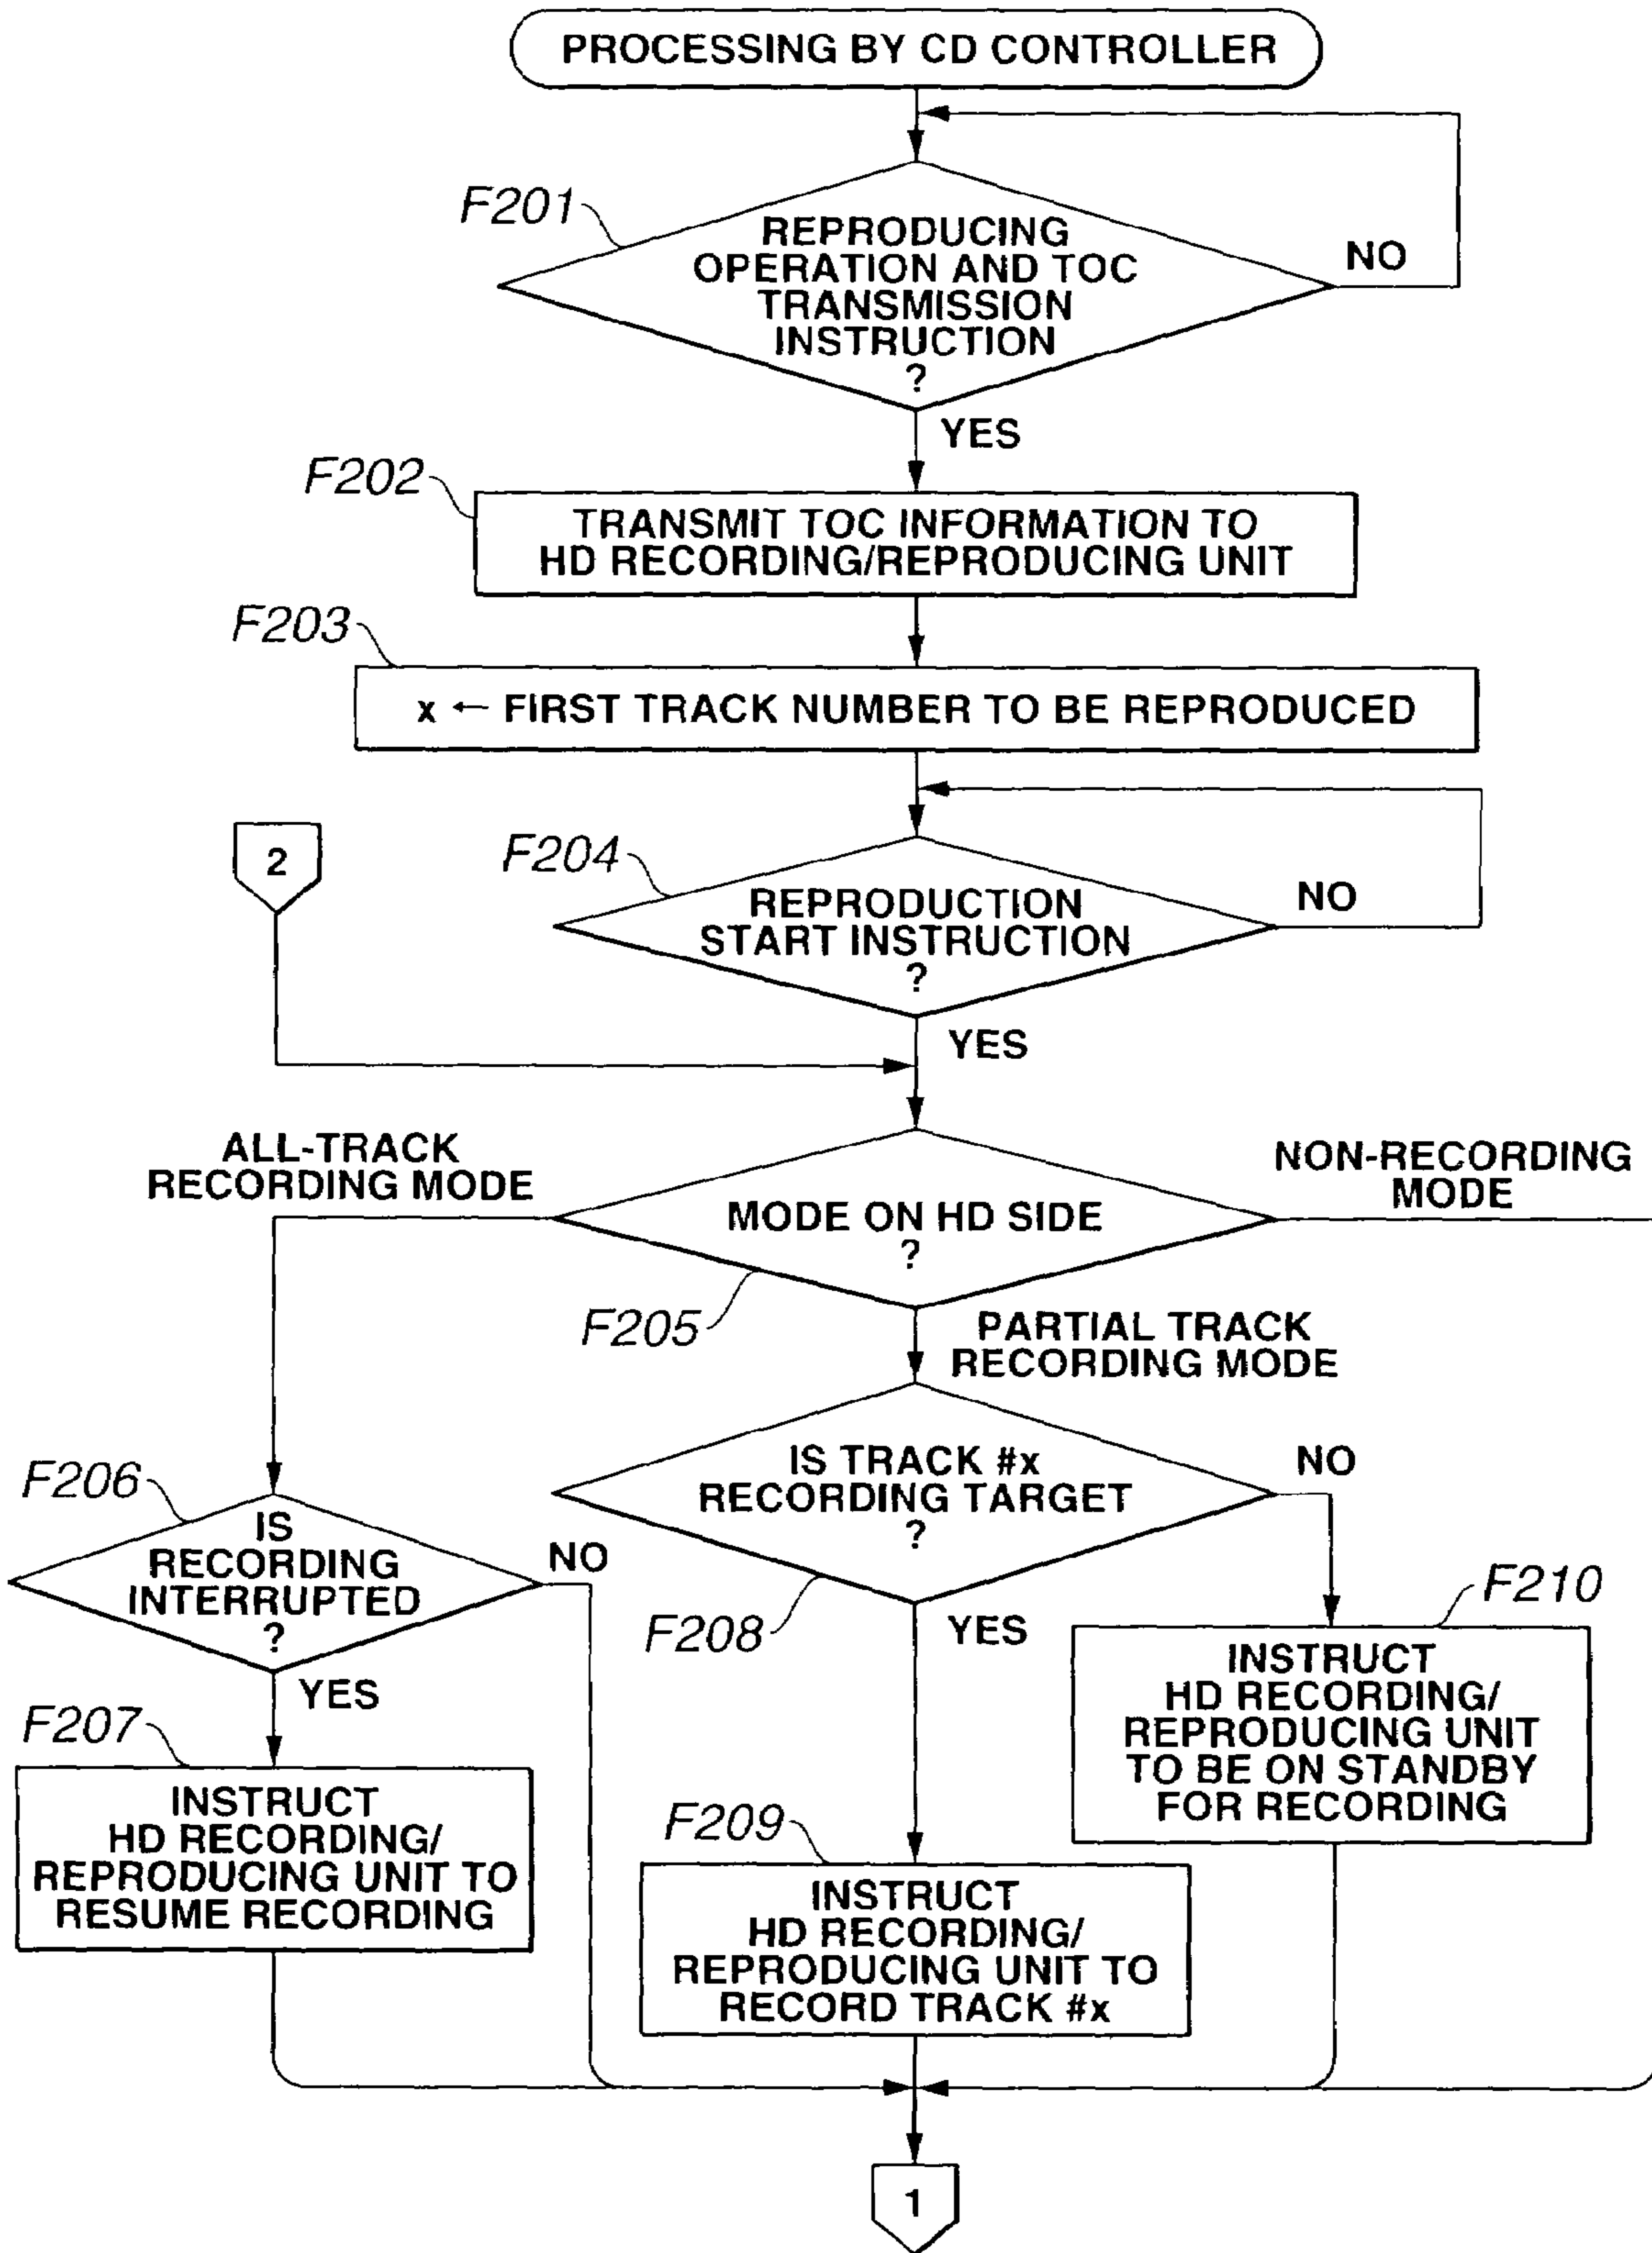 PROCESSING BY CD CONTROLLER
F201
REPRODUCING
OPERATION AND TOC
TRANSMISSION
INSTRUCTION
?
NO
YES
F202
TRANSMIT TOC INFORMATION TO
HD RECORDING/REPRODUCING UNIT
F203
x ← FIRST TRACK NUMBER TO BE REPRODUCED
2
F204
REPRODUCTION
START INSTRUCTION
?
NO
YES
ALL-TRACK
RECORDING MODE
NON-RECORDING
MODE
MODE ON HD SIDE
?
F205
PARTIAL TRACK
RECORDING MODE
F206
IS
RECORDING
INTERRUPTED
?
NO
YES
IS TRACK #x
RECORDING TARGET
?
NO
F208
YES
F210
INSTRUCT
HD RECORDING/
REPRODUCING UNIT
TO BE ON STANDBY
FOR RECORDING
F207
INSTRUCT
HD RECORDING/
REPRODUCING UNIT TO
RESUME RECORDING
F209
INSTRUCT
HD RECORDING/
REPRODUCING UNIT TO
RECORD TRACK #x
1